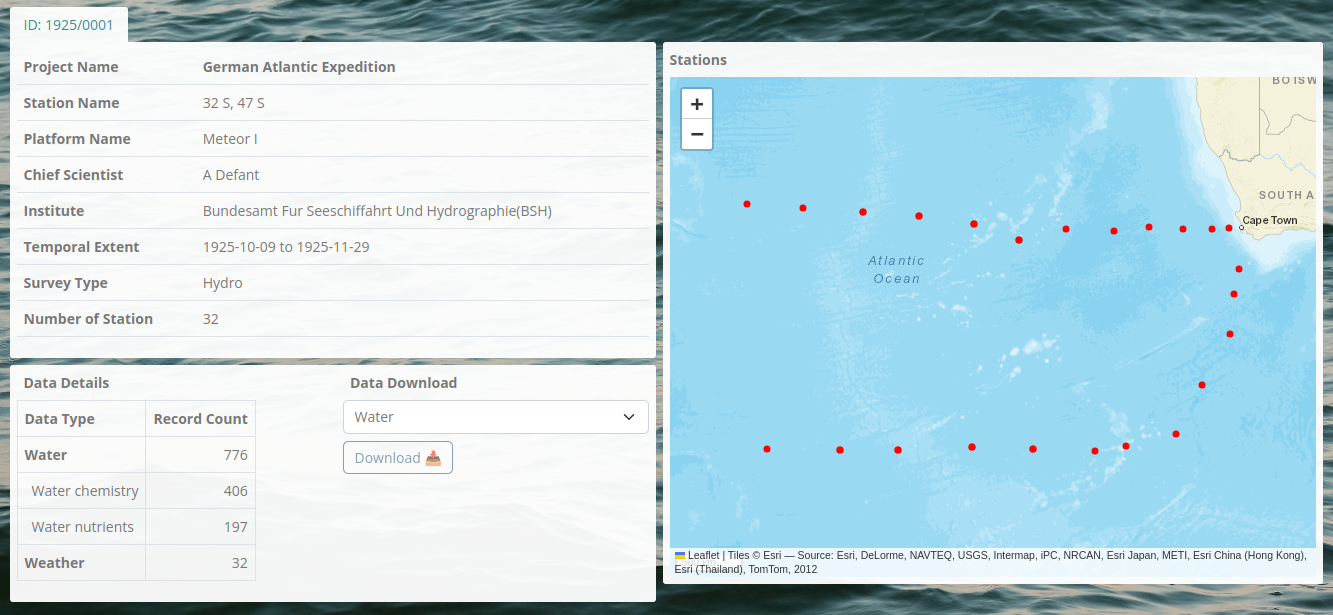 ID: 1925/0001
Project Name German Atlantic Expedition
Station Name 32 S, 47 S
Platform Name Meteor I
Chief Scientist A Defant
Institute Bundesamt Fur Seeschiffahrt Und Hydrographie(BSH)
Temporal Extent 1925-10-09 to 1925-11-29
Survey Type Hydro
Number of Station 32
Data Details
Data Type Record Count
Water 776
Water chemistry 406
Water nutrients 197
Weather 32
Data Download
Water
Download
Stations
+
−
BOTSW
SOUTH A
Cape Town
Atlantic
Ocean
Leaflet | Tiles © Esri — Source: Esri, DeLorme, NAVTEQ, USGS, Intermap, iPC, NRCAN, Esri Japan, METI, Esri China (Hong Kong),
Esri (Thailand), TomTom, 2012